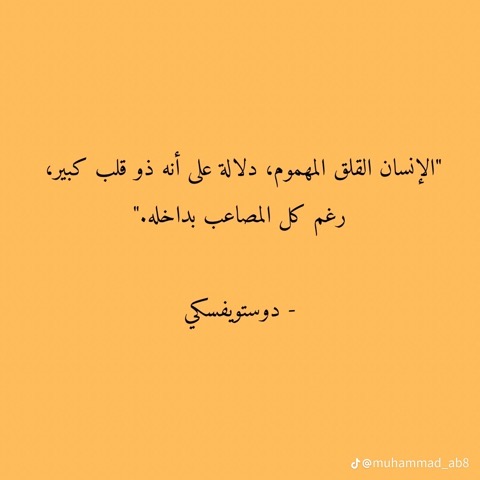 "الإنسان القلق المهموم، دلالة على أنه ذو قلب كبير،
رغم كل المصاعب بداخله."
- دوستويفسكي
@muhammad_ab8